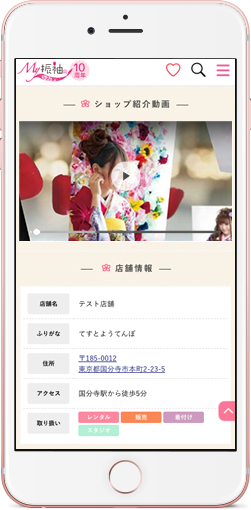 My振袖
10
周年
ショップ紹介動画
店舗情報
店舗名 テスト店舗
ふりがな てすとようてんぽ
住所 〒185-0012
東京都国分寺市本町2-23-5
アクセス 国分寺駅から徒歩5分
取り扱い レンタル 販売 着付け
スタジオ